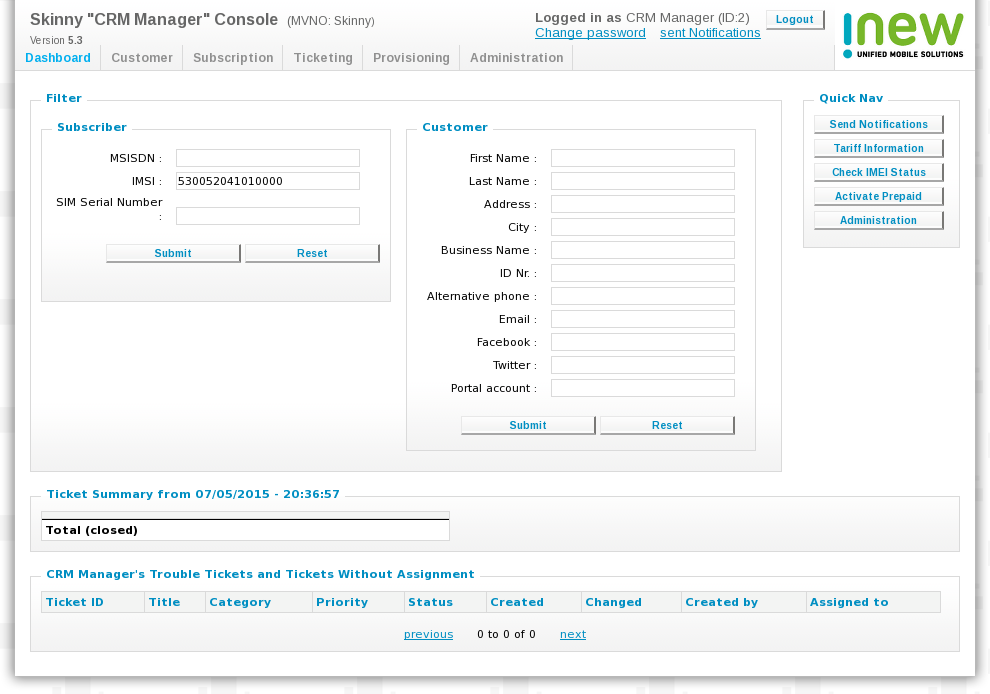 Skinny "CRM Manager" Console (MVNO: Skinny)
Version 5.3
Logged in as CRM Manager (ID:2)
Change password sent Notifications
Logout
inew
UNIFIED MOBILE SOLUTIONS
Dashboard Customer Subscription Ticketing Provisioning Administration
Filter
Subscriber
MSISDN :
IMSI : 530052041010000
SIM Serial Number
:
Submit Reset
Customer
First Name :
Last Name :
Address :
City :
Business Name :
ID Nr. :
Alternative phone :
Email :
Facebook :
Twitter :
Portal account :
Submit Reset
Quick Nav
Send Notifications
Tariff Information
Check IMEI Status
Activate Prepaid
Administration
Ticket Summary from 07/05/2015 - 20:36:57
Total (closed)
CRM Manager's Trouble Tickets and Tickets Without Assignment
Ticket ID Title Category Priority Status Created Changed Created by Assigned to
previous 0 to 0 of 0 next